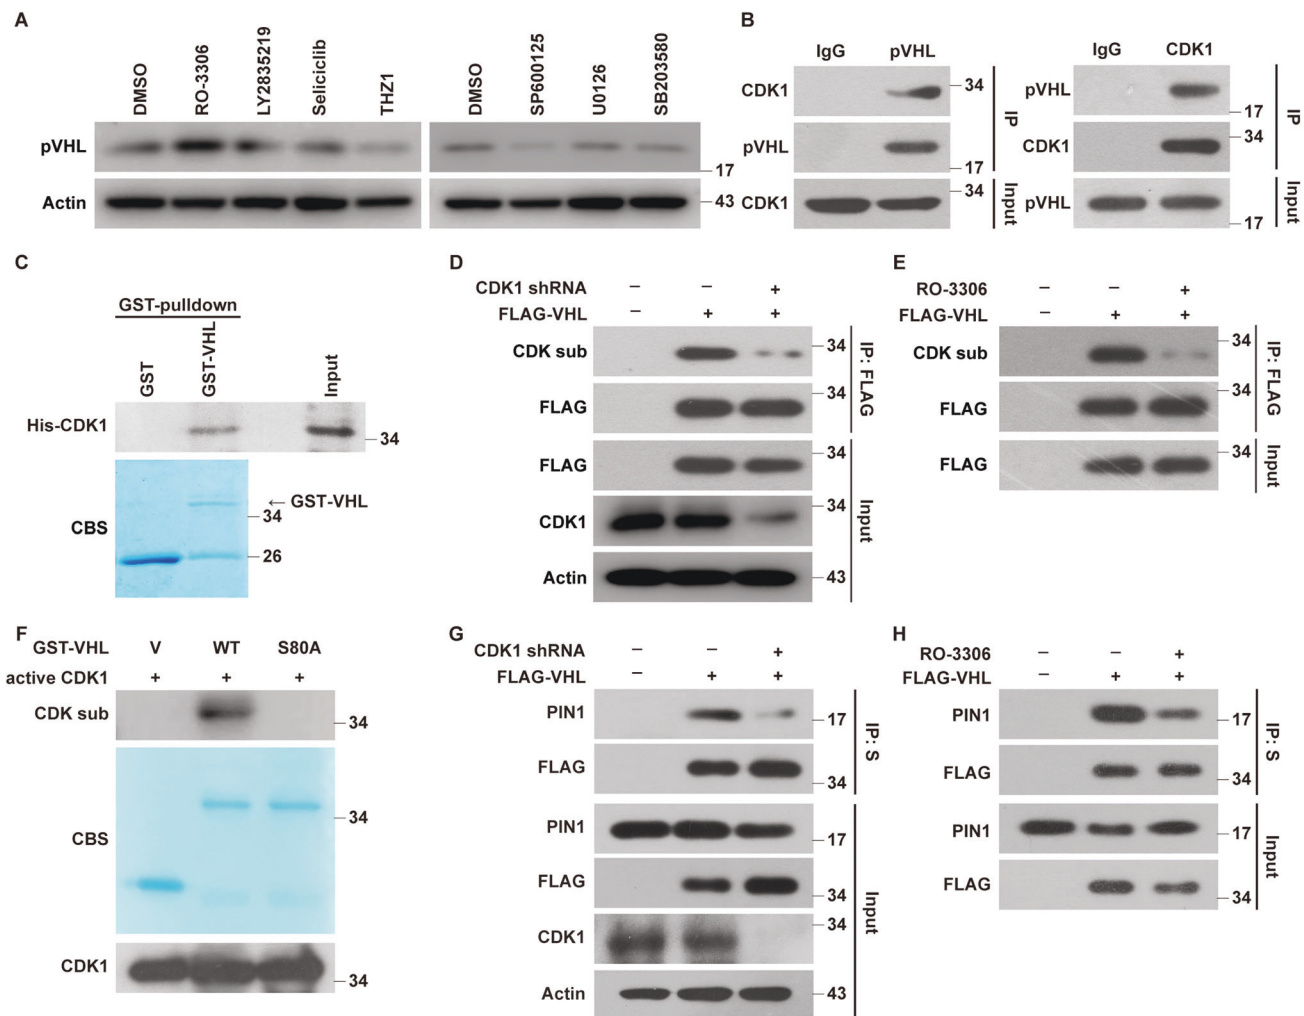 A
DMSO
RO-3306
LY2835219
Seliciclib
THZ1
DMSO
SP600125
U0126
SB203580
pVHL
17
Actin
43
B
IgG pVHL
CDK1
34
pVHL
17
IP
CDK1
34
Input
IgG CDK1
pVHL
17
CDK1
34
IP
pVHL
17
Input
C
GST-pulldown
GST
GST-VHL
Input
His-CDK1
34
CBS
← GST-VHL
34
26
D
CDK1 shRNA − − +
FLAG-VHL − + +
CDK sub
34
FLAG
34
IP: FLAG
FLAG
34
CDK1
34
Actin
43
Input
E
RO-3306 − − +
FLAG-VHL − + +
CDK sub
34
FLAG
34
IP: FLAG
FLAG
34
Input
F
GST-VHL V WT S80A
active CDK1 + + +
CDK sub
34
CBS
34
CDK1
34
G
CDK1 shRNA − − +
FLAG-VHL − + +
PIN1
17
FLAG
34
IP: S
PIN1
17
FLAG
34
CDK1
34
Actin
43
Input
H
RO-3306 − − +
FLAG-VHL − + +
PIN1
17
FLAG
34
IP: S
PIN1
17
FLAG
34
Input